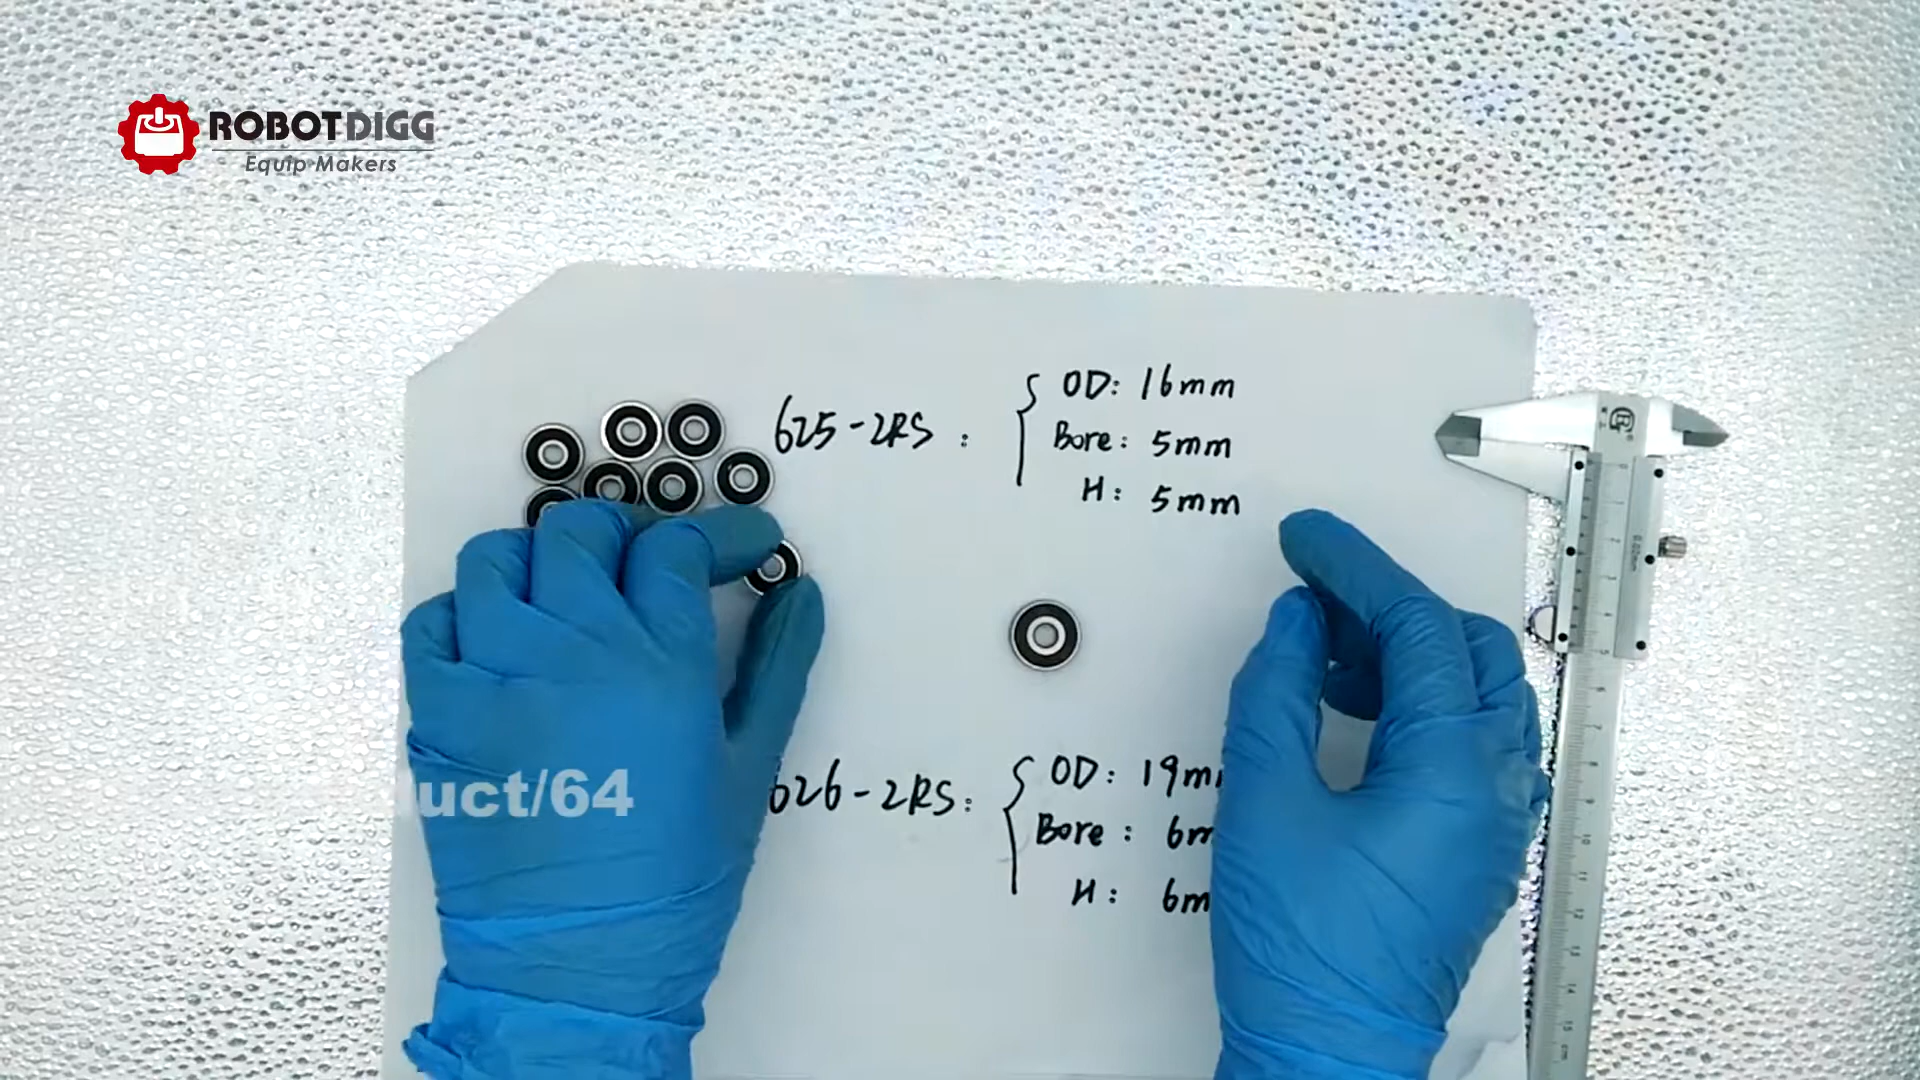 ROBOTDIGG
Equip Makers
625-2RS :
OD: 16mm
Bore: 5mm
H: 5mm
uct/64
626-2RS:
OD: 19m
Bore : 6m
H: 6m